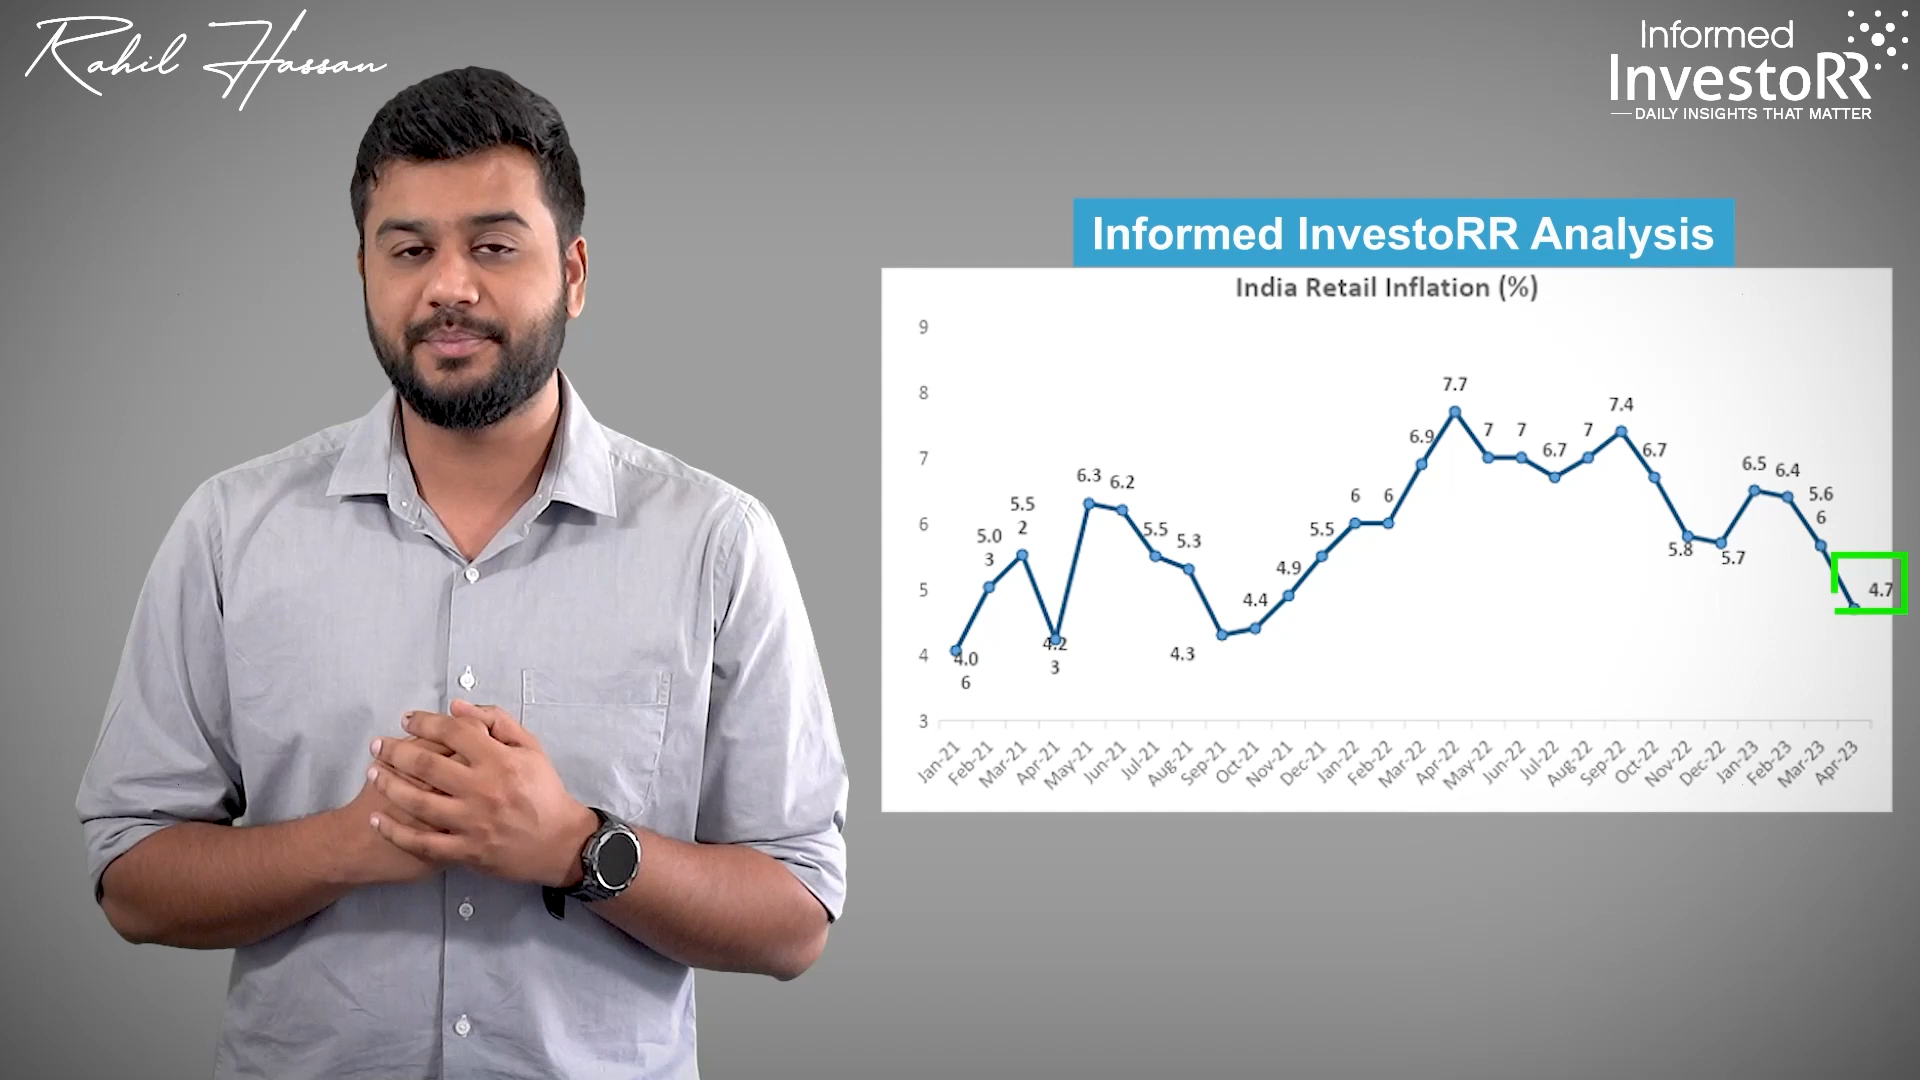 Rahil Hassan
Informed
InvestoRR
DAILY INSIGHTS THAT MATTER
Informed InvestoRR Analysis
India Retail Inflation (%)
9
8
7
6
5
4
3
4.0
6
5.0
3
5.5
2
4.2
3
6.3
6.2
5.5
5.3
4.3
4.4
4.9
5.5
6
6
6.9
7.7
7
7
6.7
7
7.4
6.7
5.8
5.7
6.5
6.4
5.6
6
4.7
Jan-21
Feb-21
Mar-21
Apr-21
May-21
Jun-21
Jul-21
Aug-21
Sep-21
Oct-21
Nov-21
Dec-21
Jan-22
Feb-22
Mar-22
Apr-22
May-22
Jun-22
Jul-22
Aug-22
Sep-22
Oct-22
Nov-22
Dec-22
Jan-23
Feb-23
Mar-23
Apr-23